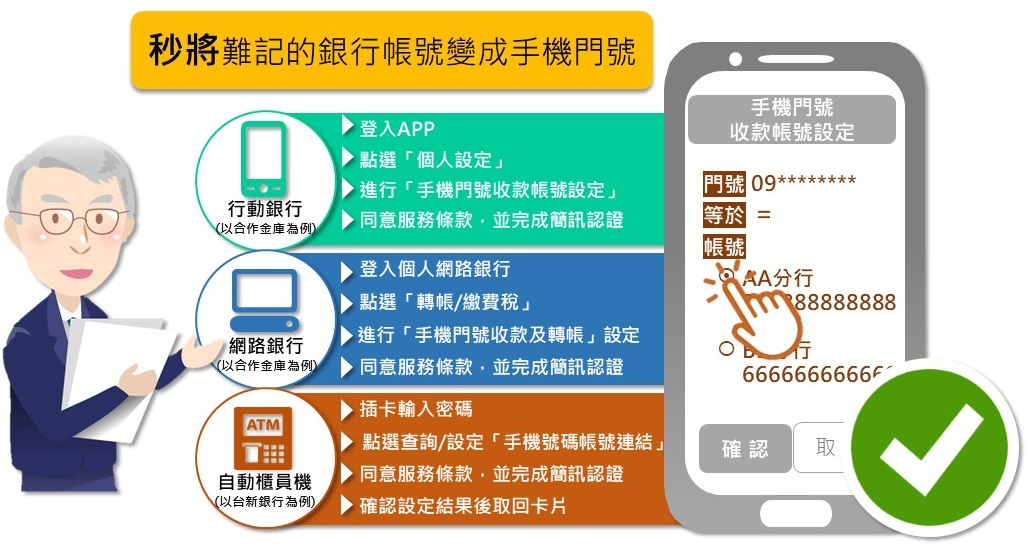 秒將難記的銀行帳號變成手機門號
行動銀行
(以合作金庫為例)
登入APP
點選「個人設定」
進行「手機門號收款帳號設定」
同意服務條款，並完成簡訊認證
網路銀行
(以合作金庫為例)
登入個人網路銀行
點選「轉帳/繳費稅」
進行「手機門號收款及轉帳」設定
同意服務條款，並完成簡訊認證
ATM
自動櫃員機
(以台新銀行為例)
插卡輸入密碼
點選查詢/設定「手機號碼帳號連結」
同意服務條款，並完成簡訊認證
確認設定結果後取回卡片
手機門號
收款帳號設定
門號 09********
等於 =
帳號
AA分行
88888888888
行
66666666666
確認
取